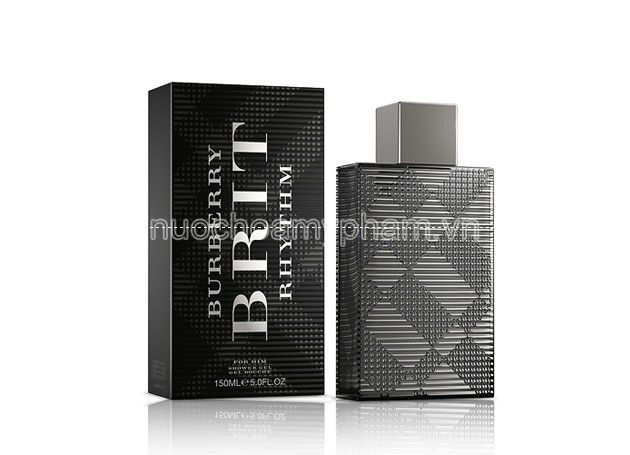 BURBERRY
BRIT
RHYTHM
FOR HIM
SHOWER GEL
GEL DOUCHE
150ML e 5.0FL.OZ
nuochoamypham.vn